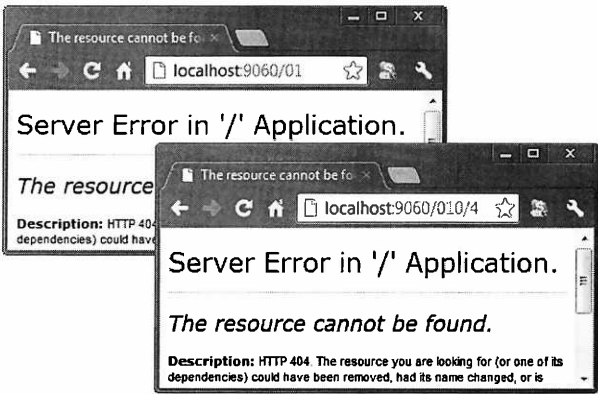 The resource cannot be fo
localhost:9060/01
Server Error in '/' Application.
The resource
Description: HTTP 404
dependencies) could have
The resource cannot be fo
localhost:9060/010/4
Server Error in '/' Application.
The resource cannot be found.
Description: HTTP 404. The resource you are looking for (or one of its
dependencies) could have been removed, had its name changed, or is